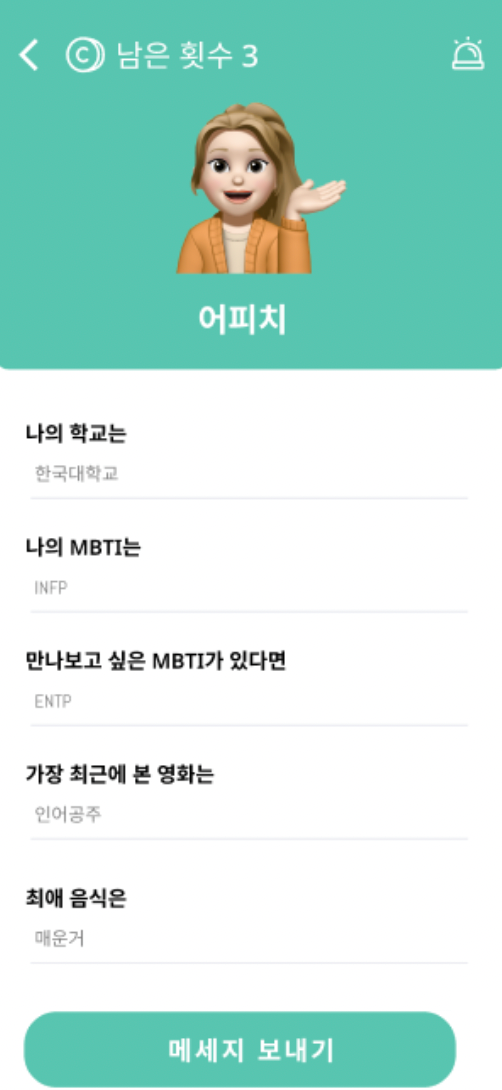 남은 횟수 3
어피치
나의 학교는
한국대학교
나의 MBTI는
INFP
만나보고 싶은 MBTI가 있다면
ENTP
가장 최근에 본 영화는
인어공주
최애 음식은
매운거
메세지 보내기